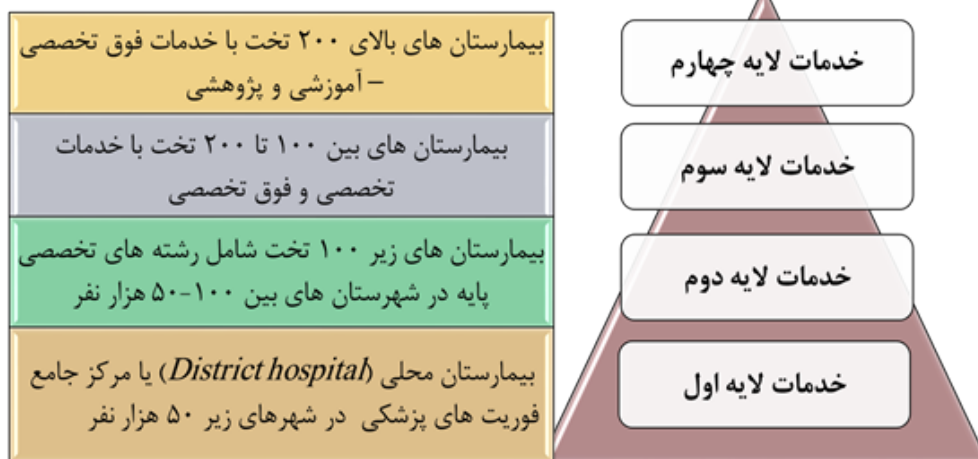 خدمات لایه چهارم
بیمارستان های بالای ۲۰۰ تخت با خدمات فوق تخصصی
– آموزشی و پژوهشی
خدمات لایه سوم
بیمارستان های بین ۱۰۰ تا ۲۰۰ تخت با خدمات
تخصصی و فوق تخصصی
خدمات لایه دوم
بیمارستان های زیر ۱۰۰ تخت شامل رشته های تخصصی
پایه در شهرستان های بین ۱۰۰-۵۰ هزار نفر
خدمات لایه اول
بیمارستان محلی (District hospital) یا مرکز جامع
فوریت های پزشکی در شهرهای زیر ۵۰ هزار نفر